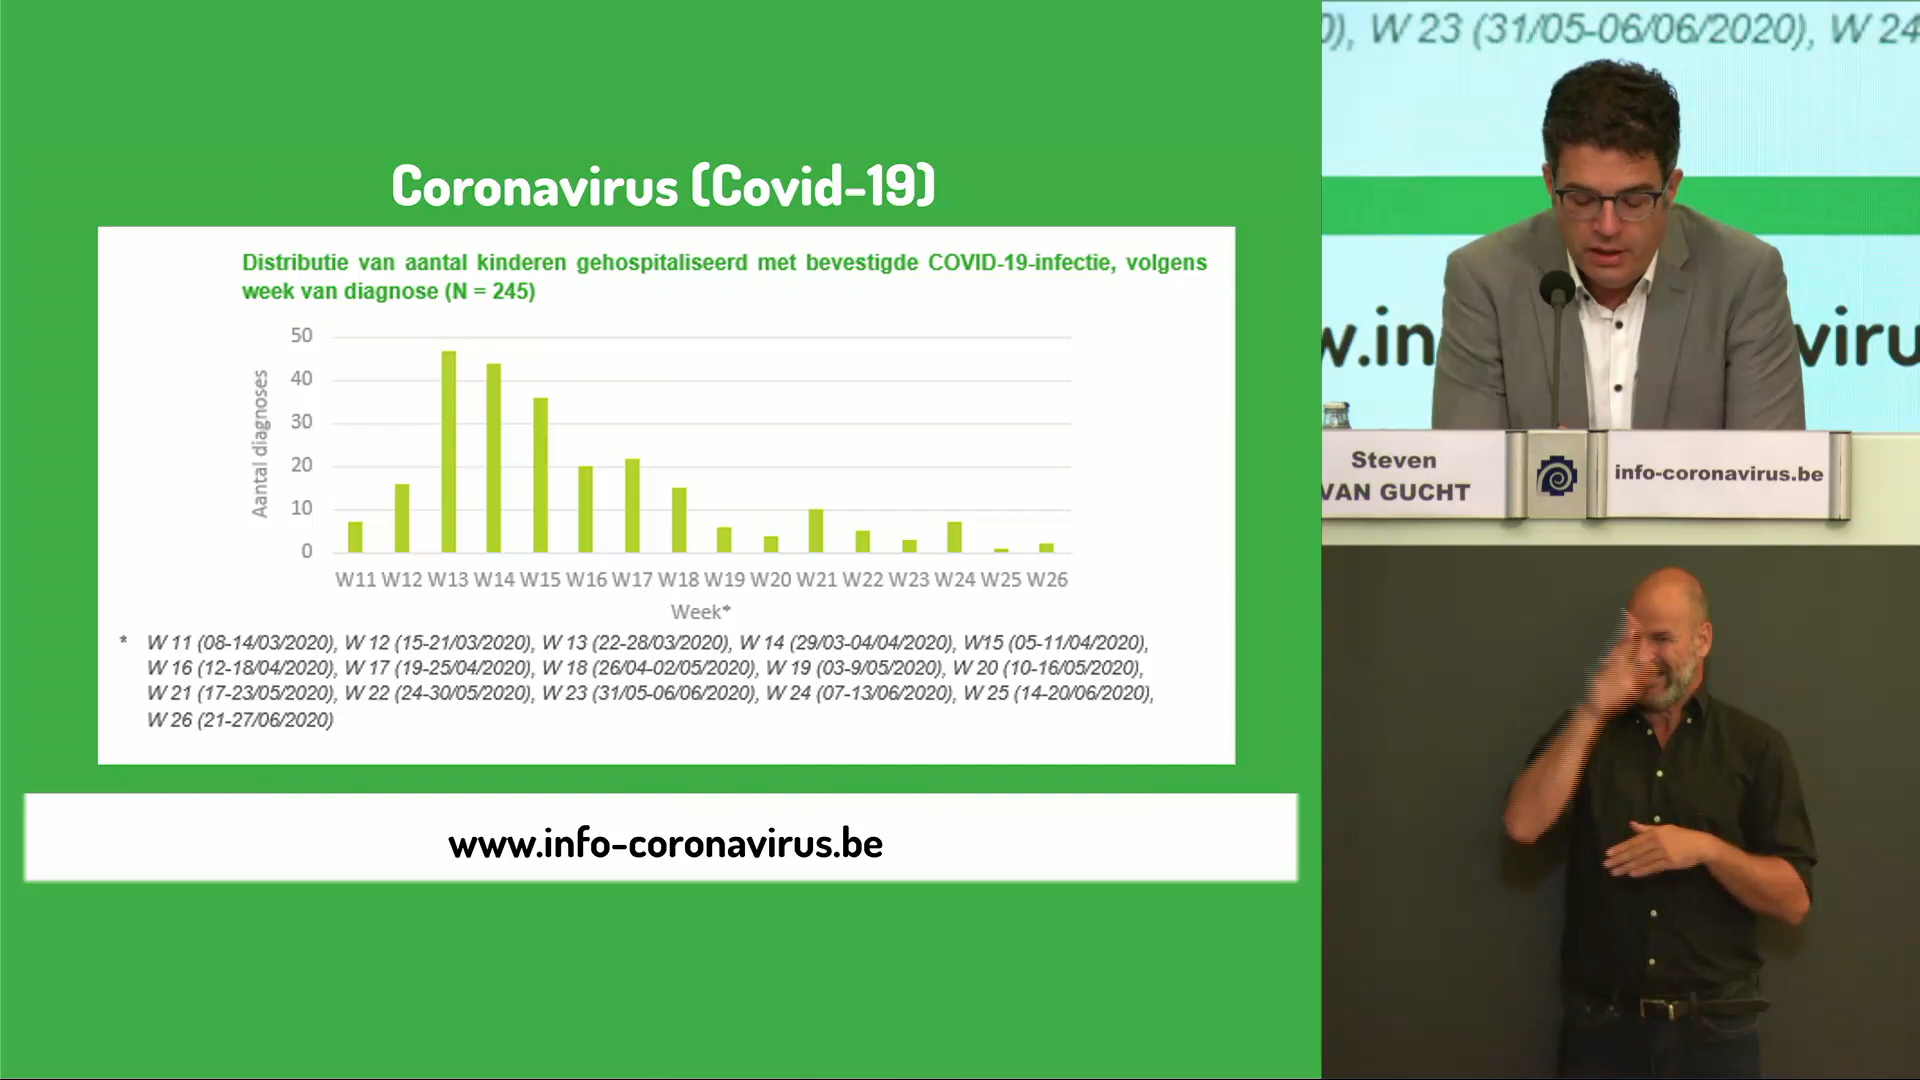 Coronavirus (Covid-19)
Distributie van aantal kinderen gehospitaliseerd met bevestigde COVID-19-infectie, volgens
week van diagnose (N = 245)
50
40
30
20
10
0
Aantal diagnoses
W11 W12 W13 W14 W15 W16 W17 W18 W19 W20 W21 W22 W23 W24 W25 W26
Week*
* W 11 (08-14/03/2020), W 12 (15-21/03/2020), W 13 (22-28/03/2020), W 14 (29/03-04/04/2020), W15 (05-11/04/2020),
W 16 (12-18/04/2020), W 17 (19-25/04/2020), W 18 (26/04-02/05/2020), W 19 (03-9/05/2020), W 20 (10-16/05/2020),
W 21 (17-23/05/2020), W 22 (24-30/05/2020), W 23 (31/05-06/06/2020), W 24 (07-13/06/2020), W 25 (14-20/06/2020),
W 26 (21-27/06/2020)
www.info-coronavirus.be
0), W 23 (31/05-06/06/2020), W 24
w.in
viru
Steven
VAN GUCHT
info-coronavirus.be